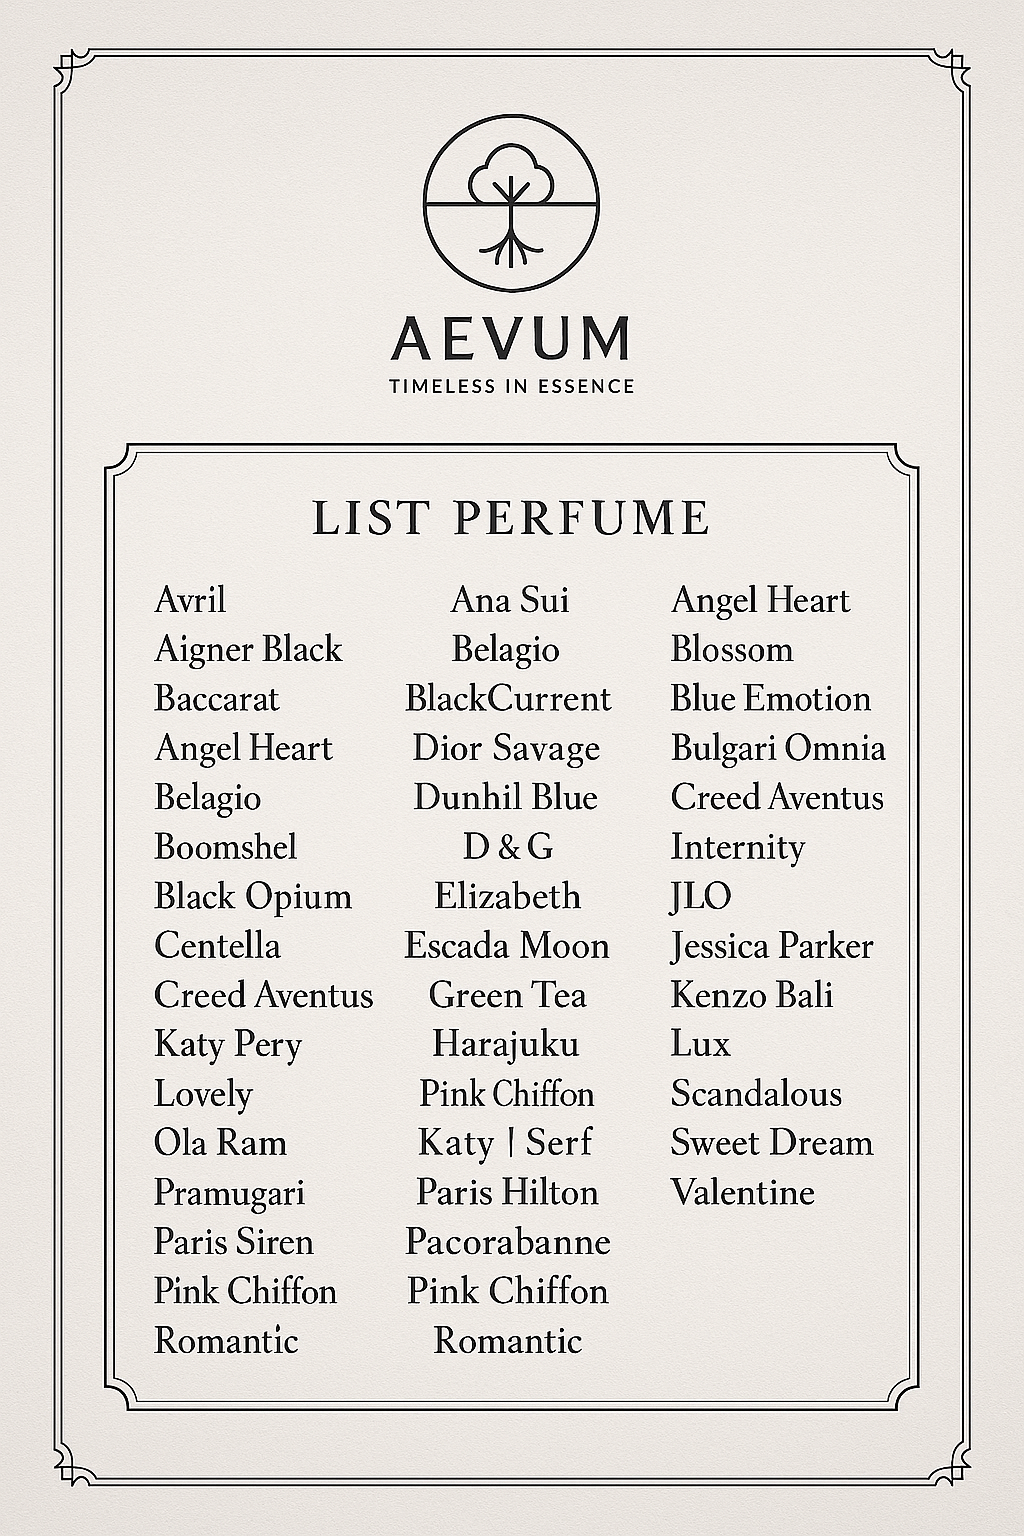 AEVUM
TIMELESS IN ESSENCE
LIST PERFUME
Avril
Aigner Black
Baccarat
Angel Heart
Belagio
Boomshel
Black Opium
Centella
Creed Aventus
Katy Pery
Lovely
Ola Ram
Pramugari
Paris Siren
Pink Chiffon
Romantic
Ana Sui
Belagio
BlackCurrent
Dior Savage
Dunhil Blue
D & G
Elizabeth
Escada Moon
Green Tea
Harajuku
Pink Chiffon
Katy | Serf
Paris Hilton
Pacorabanne
Pink Chiffon
Romantic
Angel Heart
Blossom
Blue Emotion
Bulgari Omnia
Creed Aventus
Internity
JLO
Jessica Parker
Kenzo Bali
Lux
Scandalous
Sweet Dream
Valentine